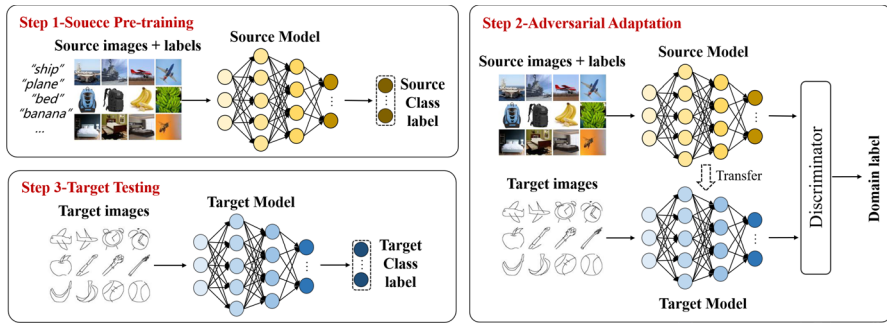 Step 1-Soucce Pre-training
Source images + labels
Source Model
"ship"
"plane"
"bed"
"banana"
...
Source
Class
label
Step 3-Target Testing
Target images
Target Model
Target
Class
label
Step 2-Adversarial Adaptation
Source images + labels
Source Model
Transfer
Target images
Target Model
Discriminator
Domain label